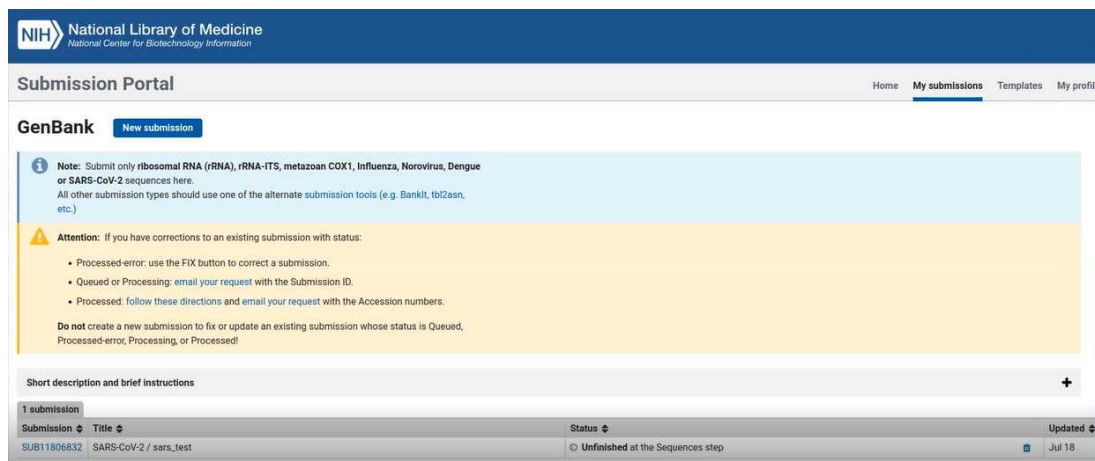 NIH National Library of Medicine
National Center for Biotechnology Information
Submission Portal
Home My submissions Templates My profil
GenBank New submission
Note: Submit only ribosomal RNA (rRNA), rRNA-ITS, metazoan COX1, Influenza, Norovirus, Dengue
or SARS-CoV-2 sequences here.
All other submission types should use one of the alternate submission tools (e.g. BankIt, tbl2asn,
etc.)
Attention: If you have corrections to an existing submission with status:
• Processed-error: use the FIX button to correct a submission.
• Queued or Processing: email your request with the Submission ID.
• Processed: follow these directions and email your request with the Accession numbers.
Do not create a new submission to fix or update an existing submission whose status is Queued,
Processed-error, Processing, or Processed!
Short description and brief instructions
1 submission
Submission Title Status Updated
SUB11806832 SARS-CoV-2 / sars_test Unfinished at the Sequences step Jul 18